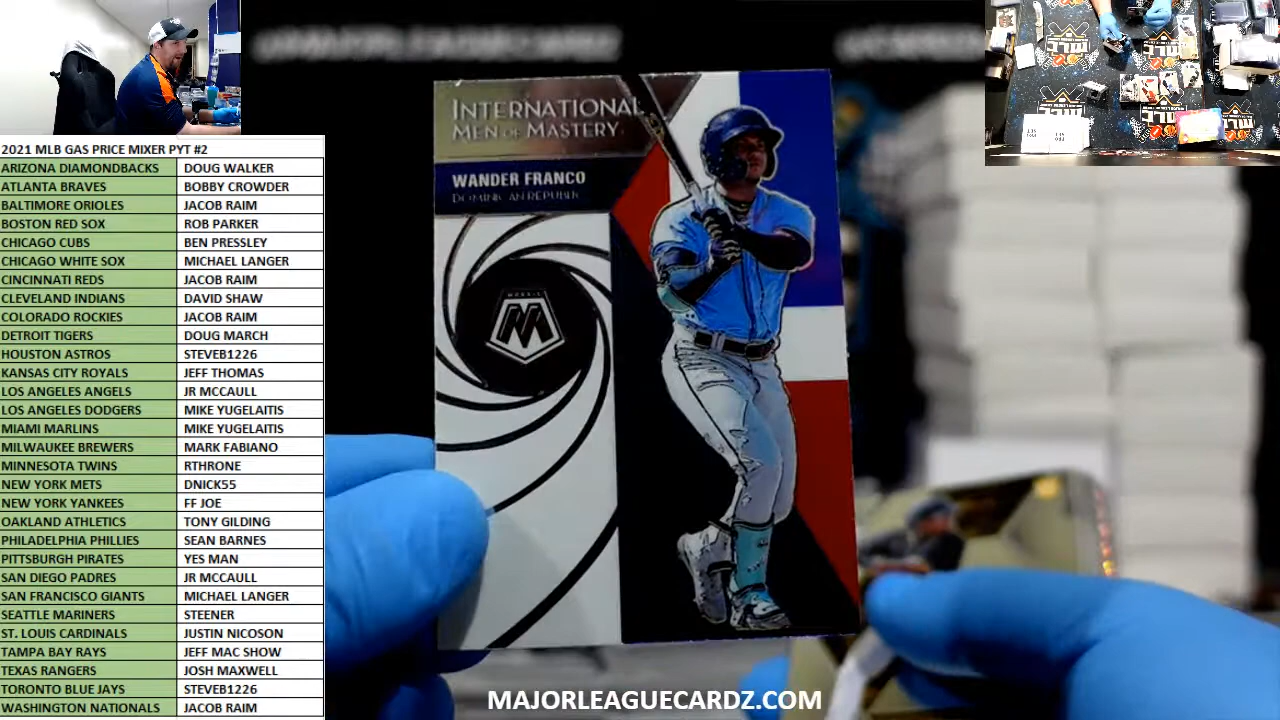 2021 MLB GAS PRICE MIXER PYT #2
ARIZONA DIAMONDBACKS DOUG WALKER
ATLANTA BRAVES BOBBY CROWDER
BALTIMORE ORIOLES JACOB RAIM
BOSTON RED SOX ROB PARKER
CHICAGO CUBS BEN PRESSLEY
CHICAGO WHITE SOX MICHAEL LANGER
CINCINNATI REDS JACOB RAIM
CLEVELAND INDIANS DAVID SHAW
COLORADO ROCKIES JACOB RAIM
DETROIT TIGERS DOUG MARCH
HOUSTON ASTROS STEVEB1226
KANSAS CITY ROYALS JEFF THOMAS
LOS ANGELES ANGELS JR MCCAULL
LOS ANGELES DODGERS MIKE YUGELAITIS
MIAMI MARLINS MIKE YUGELAITIS
MILWAUKEE BREWERS MARK FABIANO
MINNESOTA TWINS RTHRONE
NEW YORK METS DNICK55
NEW YORK YANKEES FF JOE
OAKLAND ATHLETICS TONY GILDING
PHILADELPHIA PHILLIES SEAN BARNES
PITTSBURGH PIRATES YES MAN
SAN DIEGO PADRES JR MCCAULL
SAN FRANCISCO GIANTS MICHAEL LANGER
SEATTLE MARINERS STEENER
ST. LOUIS CARDINALS JUSTIN NICOSON
TAMPA BAY RAYS JEFF MAC SHOW
TEXAS RANGERS JOSH MAXWELL
TORONTO BLUE JAYS STEVEB1226
WASHINGTON NATIONALS JACOB RAIM
INTERNATIONAL
MEN OF MASTERY
WANDER FRANCO
DOMINICAN REPUBLIC
MOSAIC
MLC
MLC
MAJORLEAGUECARDZ.COM